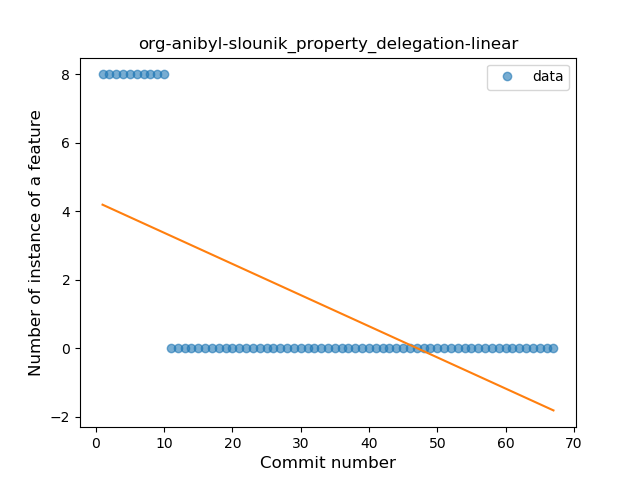 org-anibyl-slounik_property_delegation-linear
data
Number of instance of a feature
8
6
4
2
0
−2
0 10 20 30 40 50 60 70
Commit number